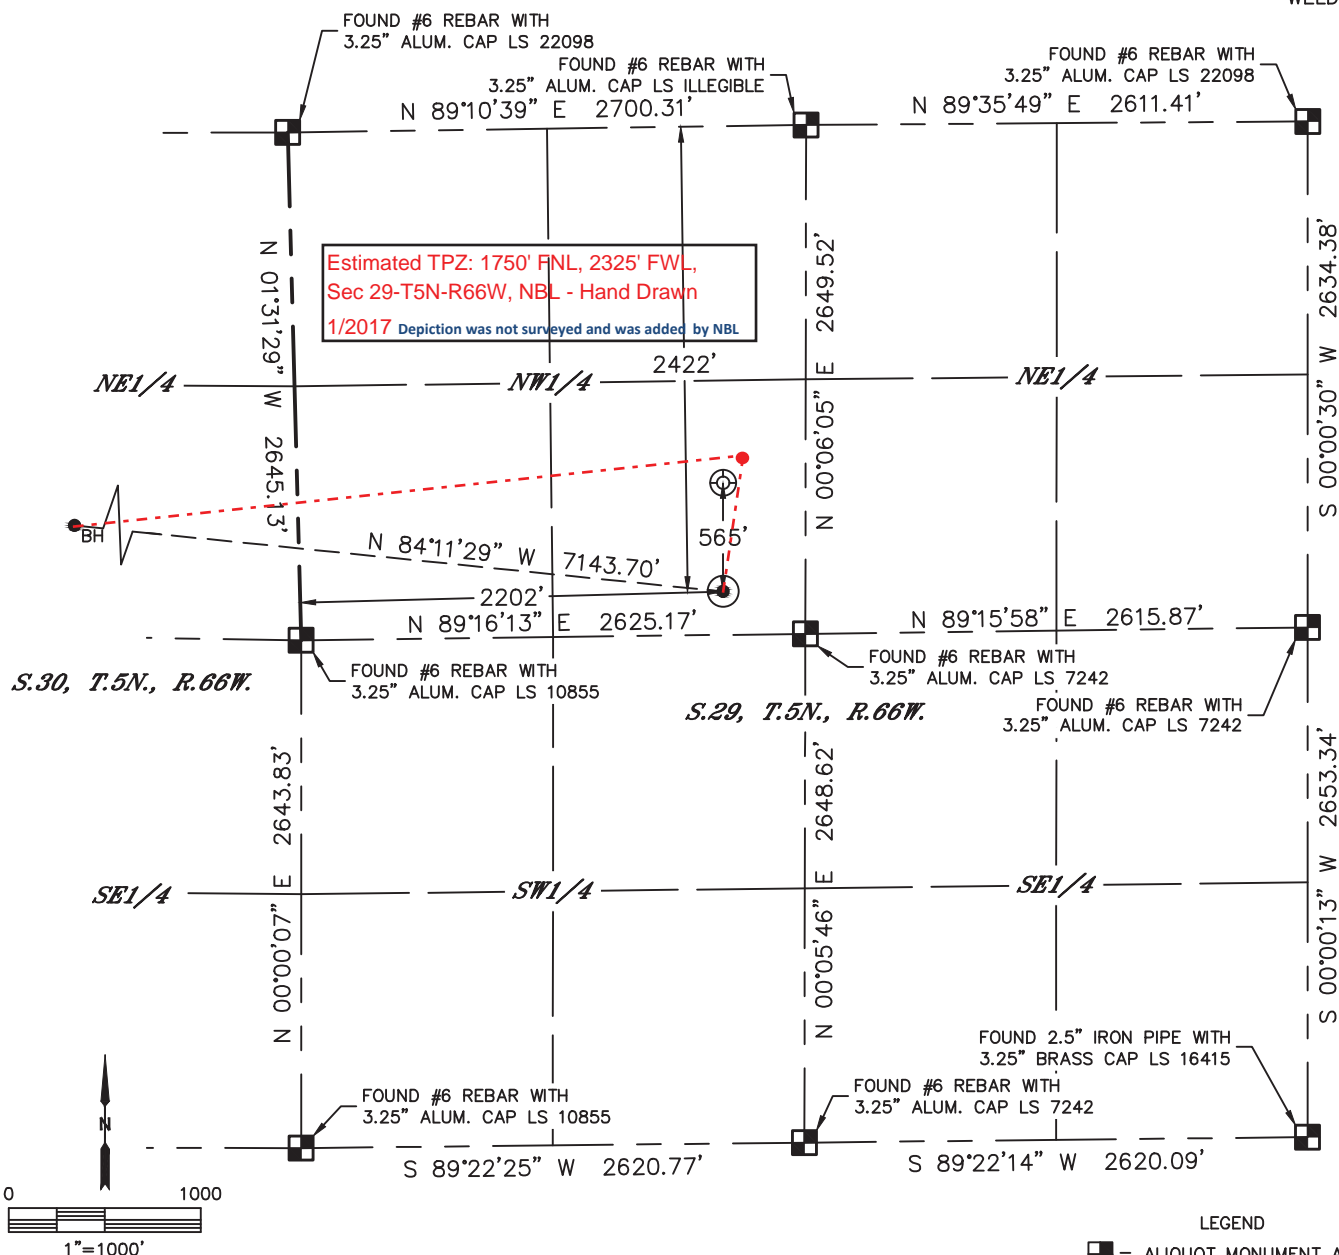 FOUND #6 REBAR WITH
3.25" ALUM. CAP LS 22098
FOUND #6 REBAR WITH
3.25" ALUM. CAP LS ILLEGIBLE
FOUND #6 REBAR WITH
3.25" ALUM. CAP LS 22098
N 89°10'39" E 2700.31'
N 89°35'49" E 2611.41'
N 01°31'29" W 2645.13'
Estimated TPZ: 1750' FNL, 2325' FWL,
Sec 29-T5N-R66W, NBL - Hand Drawn
1/2017 Depiction was not surveyed and was added by NBL
N 00°06'05" E 2649.52'
S 00°00'30" W 2634.38'
2422'
NE1/4
NW1/4
NE1/4
BH
565'
N 84°11'29" W 7143.70'
2202'
N 89°16'13" E 2625.17'
N 89°15'58" E 2615.87'
FOUND #6 REBAR WITH
3.25" ALUM. CAP LS 10855
FOUND #6 REBAR WITH
3.25" ALUM. CAP LS 7242
FOUND #6 REBAR WITH
3.25" ALUM. CAP LS 7242
S.30, T.5N., R.66W.
S.29, T.5N., R.66W.
N 00°00'07" E 2643.83'
N 00°05'46" E 2648.62'
S 00°00'13" W 2653.34'
SE1/4
SW1/4
SE1/4
FOUND 2.5" IRON PIPE WITH
3.25" BRASS CAP LS 16415
FOUND #6 REBAR WITH
3.25" ALUM. CAP LS 10855
FOUND #6 REBAR WITH
3.25" ALUM. CAP LS 7242
N
S 89°22'25" W 2620.77'
S 89°22'14" W 2620.09'
0 1000
1"=1000'
LEGEND
= ALIQUOT MONUMENT A